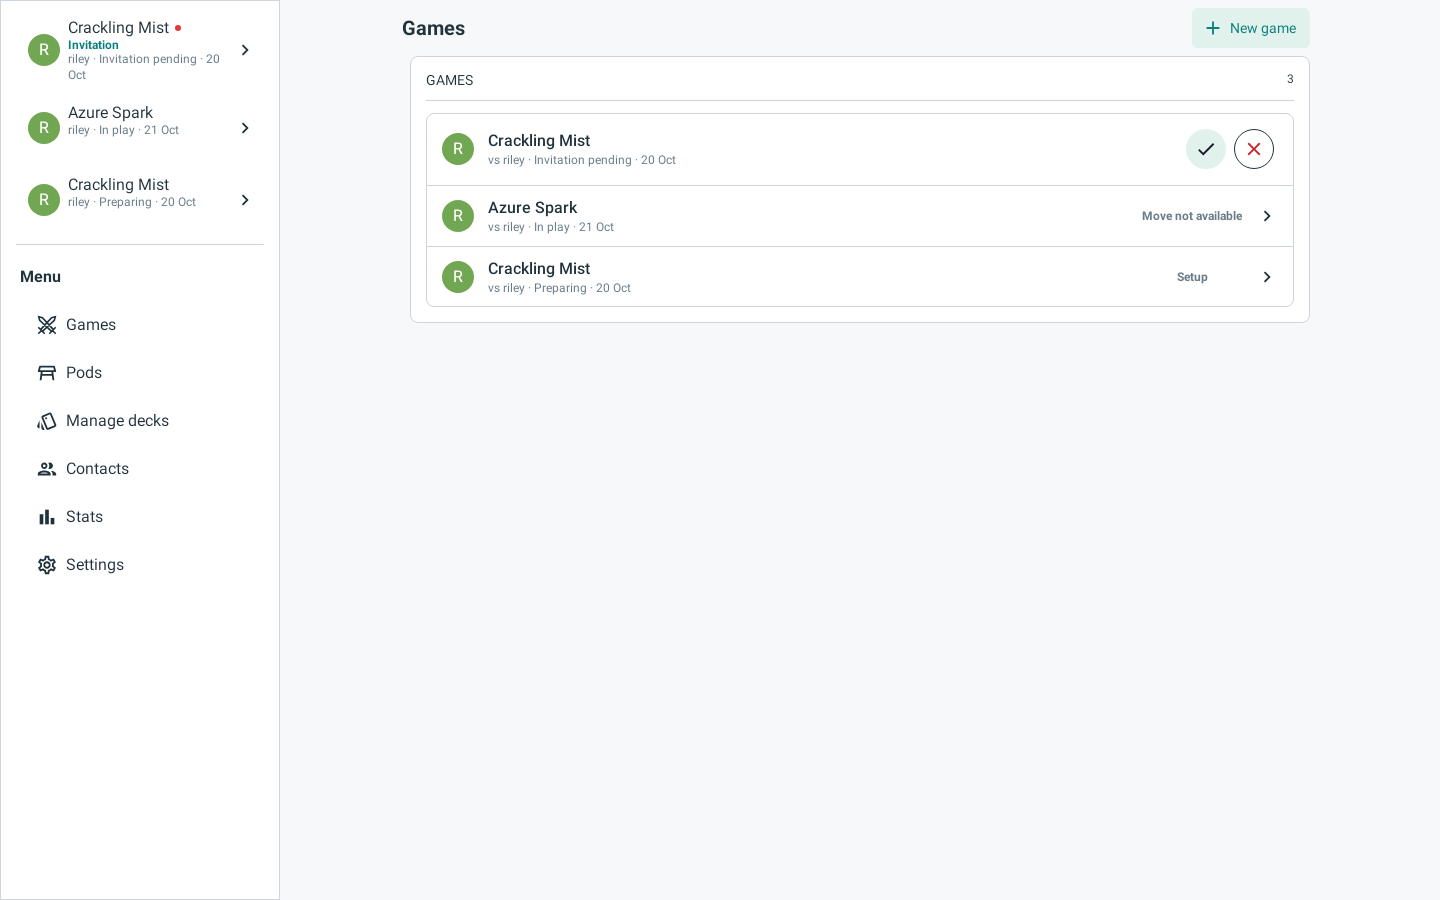 Crackling Mist
R
Invitation
riley · Invitation pending · 20
Oct
Azure Spark
R
riley · In play · 21 Oct
Crackling Mist
R
riley · Preparing · 20 Oct
Menu
Games
Pods
Manage decks
Contacts
Stats
Settings
Games
New game
GAMES
3
R
Crackling Mist
vs riley · Invitation pending · 20 Oct
R
Azure Spark
vs riley · In play · 21 Oct
Move not available
R
Crackling Mist
vs riley · Preparing · 20 Oct
Setup